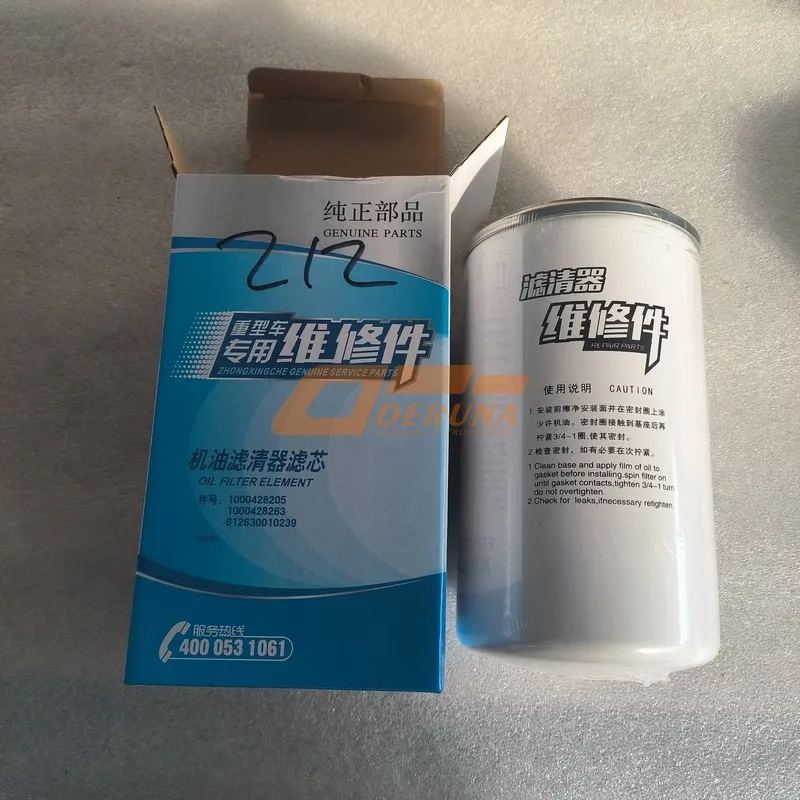 纯正部品
GENUINE PARTS
212
重型车
专用 维修件
ZHONGXINGCHE GENUINE SERVICE PARTS
机油滤清器滤芯
OIL FILTER ELEMENT
件号: 1000428205
1000428263
612630010239
服务热线
400 053 1061
滤清器
维修件
REPAIR PARTS
使用说明 CAUTION
1 安装前擦净安装面并在密封圈上涂
少许机油。密封圈接触到基座后再
拧紧3/4-1圈,使其密封。
2.检查密封,如有必要在次拧紧.
1 Clean base and apply film of oil to
gasket before installing.spin filter on
until gasket contacts,tighten 3/4-1 turn
do not overtighten.
2 Check for leaks,ifnecessary retighten.
DERUNA